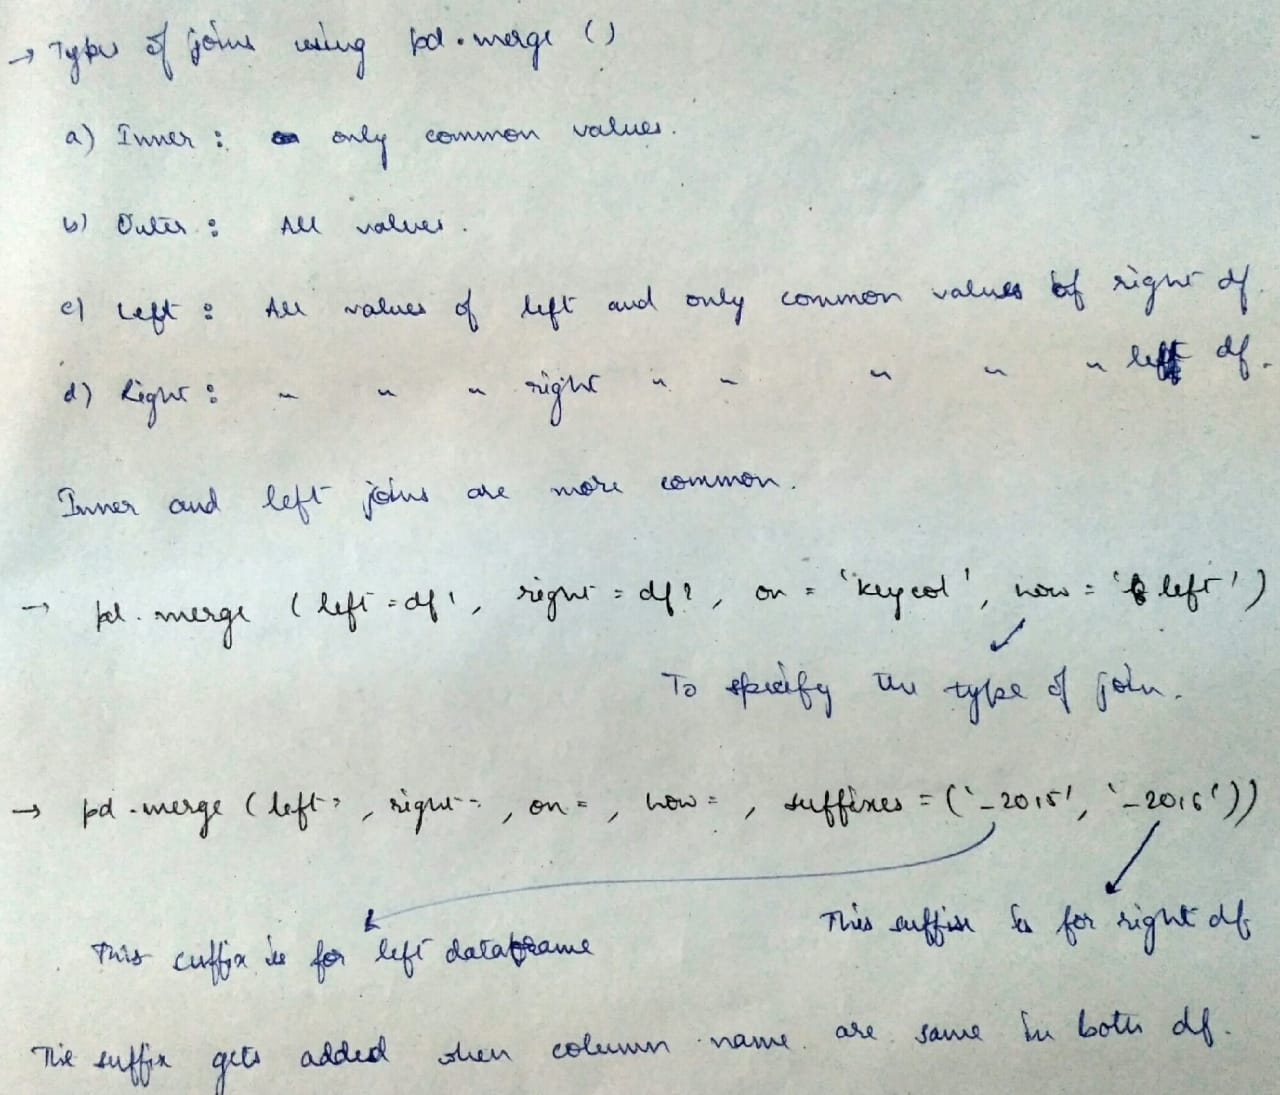 → Types of joins using pd.merge ()
a) Inner : only common values.
b) Outer : All values.
c) Left : All values of left and only common values of right df.
d) Right : " " " right " " " " " left df.
Inner and left joins are more common.
→ pd.merge (left = df1, right = df2, on = 'keycol', how = 'left')
To specify the type of join.
→ pd.merge (left= , right= , on= , how= , suffixes = ('_2015', '_2016'))
This suffix is for left dataframe
This suffix is for right df
The suffix gets added when column name are same in both df.